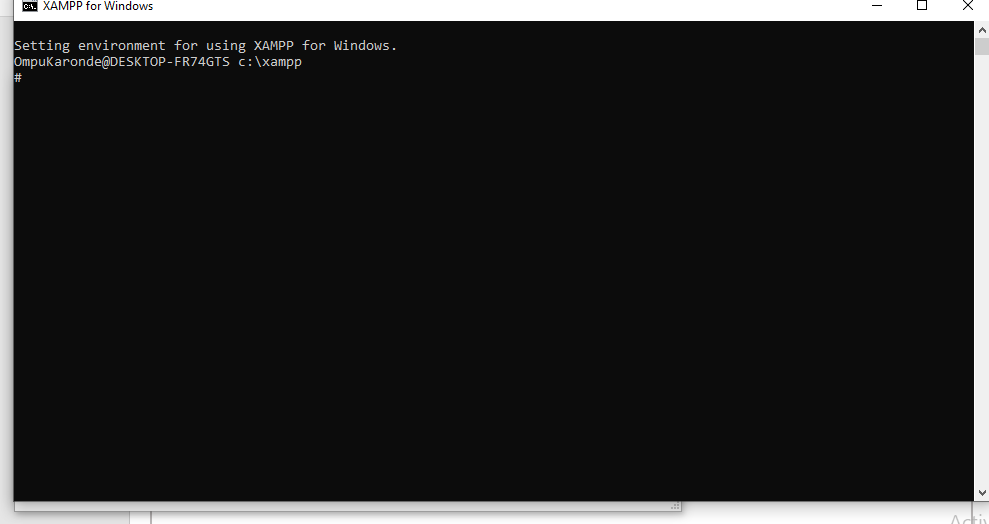 XAMPP for Windows
Setting environment for using XAMPP for Windows.
OmpuKaronde@DESKTOP-FR74GTS c:\xampp
#